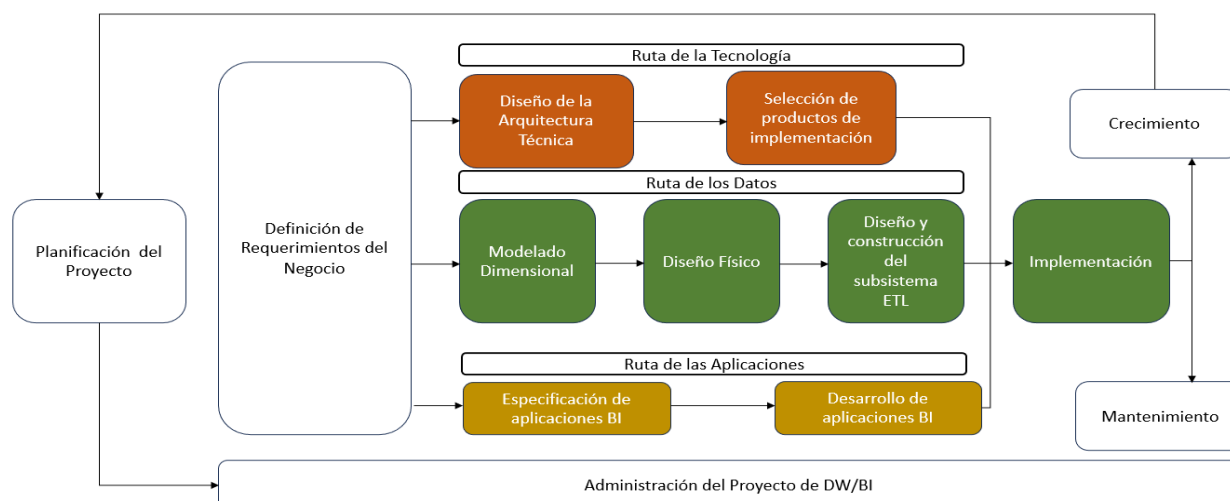 Ruta de la Tecnología
Diseño de la
Arquitectura
Técnica
Selección de
productos de
implementación
Crecimiento
Ruta de los Datos
Planificación del
Proyecto
Definición de
Requerimientos del
Negocio
Modelado
Dimensional
Diseño Físico
Diseño y
construcción
del
subsistema
ETL
Implementación
Ruta de las Aplicaciones
Especificación de
aplicaciones BI
Desarrollo de
aplicaciones BI
Mantenimiento
Administración del Proyecto de DW/BI